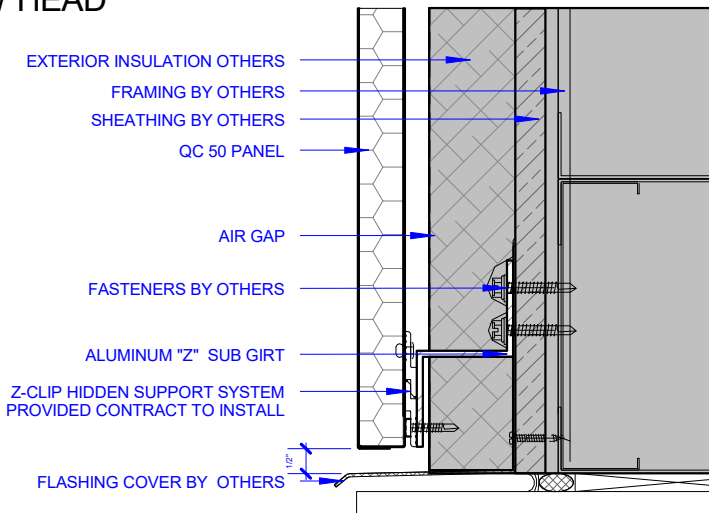 HEAD
EXTERIOR INSULATION OTHERS
FRAMING BY OTHERS
SHEATHING BY OTHERS
QC 50 PANEL
AIR GAP
FASTENERS BY OTHERS
ALUMINUM "Z" SUB GIRT
Z-CLIP HIDDEN SUPPORT SYSTEM
PROVIDED CONTRACT TO INSTALL
1/2"
FLASHING COVER BY OTHERS